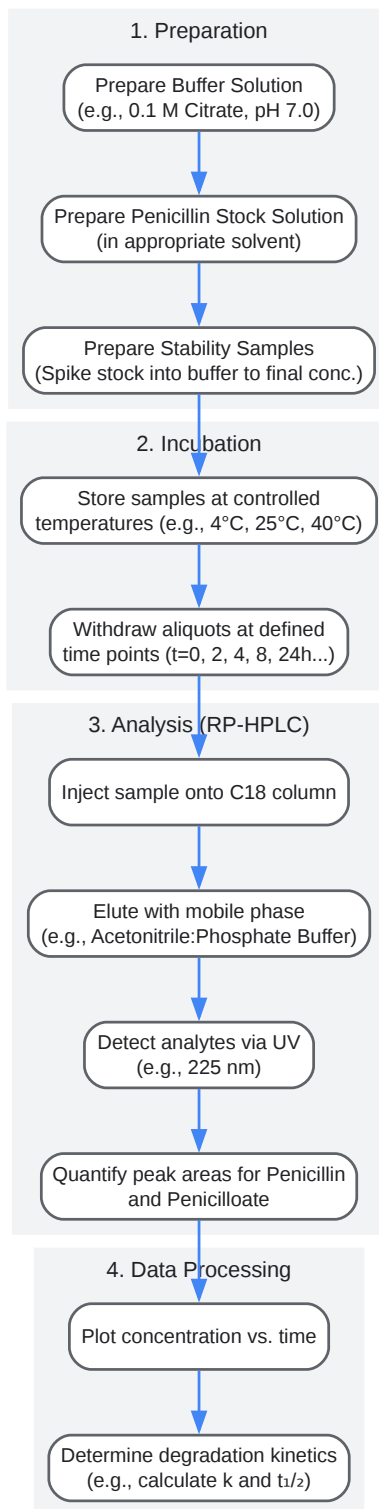 1. Preparation
Prepare Buffer Solution
(e.g., 0.1 M Citrate, pH 7.0)
Prepare Penicillin Stock Solution
(in appropriate solvent)
Prepare Stability Samples
(Spike stock into buffer to final conc.)
2. Incubation
Store samples at controlled
temperatures (e.g., 4°C, 25°C, 40°C)
Withdraw aliquots at defined
time points (t=0, 2, 4, 8, 24h...)
3. Analysis (RP-HPLC)
Inject sample onto C18 column
Elute with mobile phase
(e.g., Acetonitrile:Phosphate Buffer)
Detect analytes via UV
(e.g., 225 nm)
Quantify peak areas for Penicillin
and Penicilloate
4. Data Processing
Plot concentration vs. time
Determine degradation kinetics
(e.g., calculate k and t₁/₂)